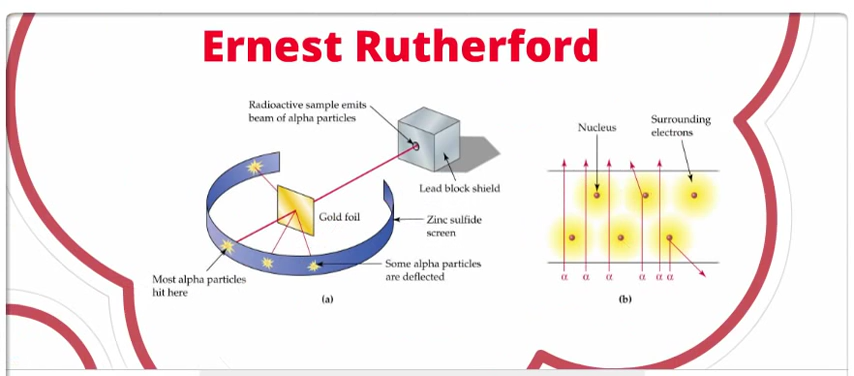 Ernest Rutherford
Radioactive sample emits
beam of alpha particles
Lead block shield
Gold foil
Zinc sulfide
screen
Most alpha particles
hit here
Some alpha particles
are deflected
(a)
Nucleus
Surrounding
electrons
α α α α α α
(b)